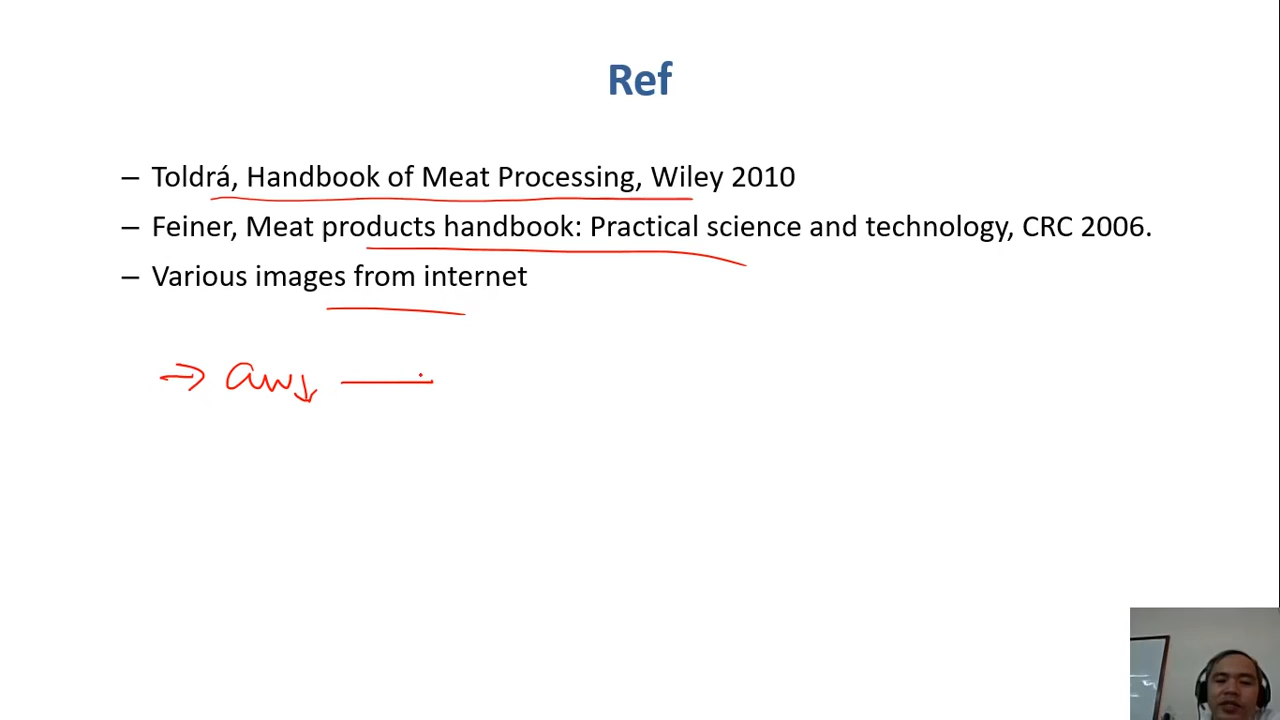 Ref
– Toldrá, Handbook of Meat Processing, Wiley 2010
– Feiner, Meat products handbook: Practical science and technology, CRC 2006.
– Various images from internet
→ aw↓ —